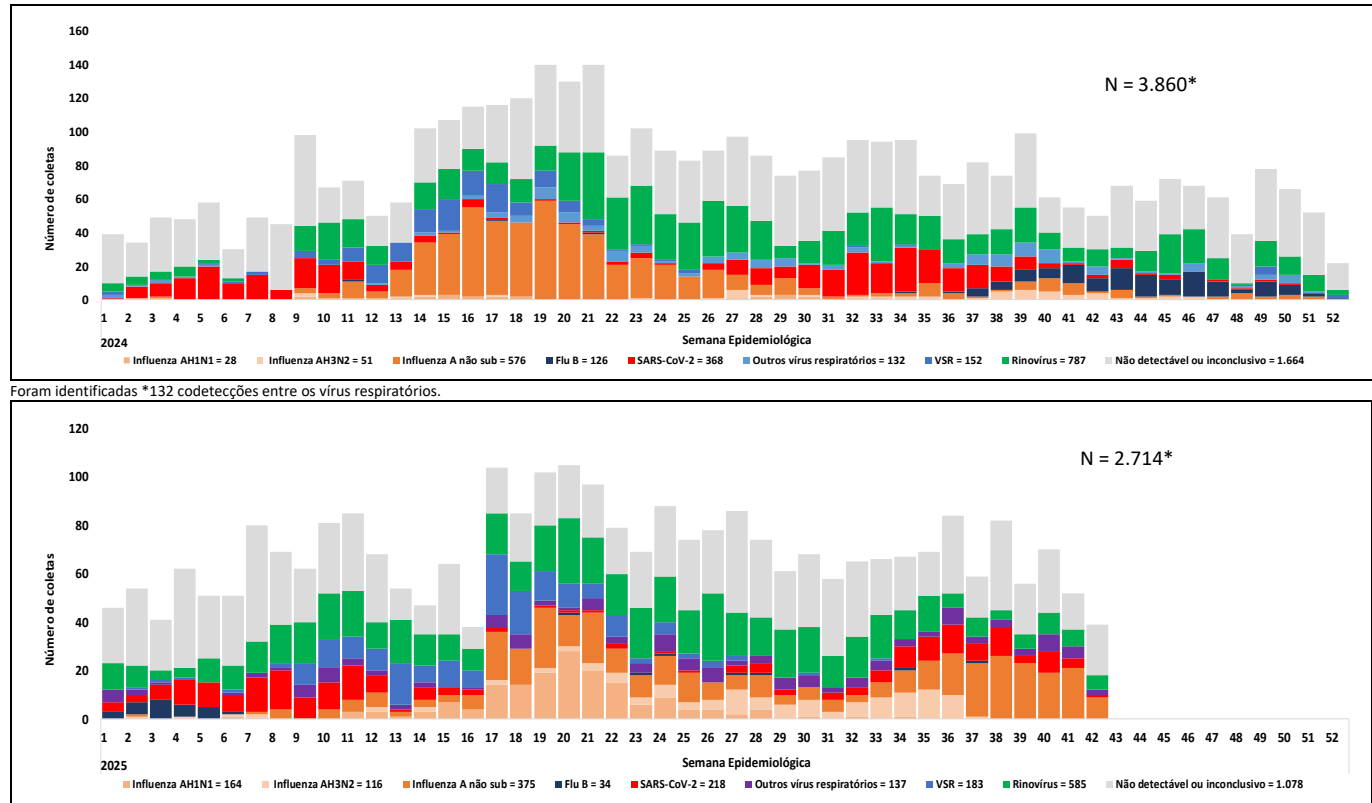 160
140
120
100
80
60
40
20
0
Número de coletas
N = 3.860*
1 2 3 4 5 6 7 8 9 10 11 12 13 14 15 16 17 18 19 20 21 22 23 24 25 26 27 28 29 30 31 32 33 34 35 36 37 38 39 40 41 42 43 44 45 46 47 48 49 50 51 52
2024
Semana Epidemiológica
Influenza AH1N1 = 28 Influenza AH3N2 = 51 Influenza A não sub = 576 Flu B = 126 SARS-CoV-2 = 368 Outros vírus respiratórios = 132 VSR = 152 Rinovírus = 787 Não detectável ou inconclusivo = 1.664
Foram identificadas *132 codetecções entre os vírus respiratórios.
120
100
80
60
40
20
0
Número de coletas
N = 2.714*
1 2 3 4 5 6 7 8 9 10 11 12 13 14 15 16 17 18 19 20 21 22 23 24 25 26 27 28 29 30 31 32 33 34 35 36 37 38 39 40 41 42 43 44 45 46 47 48 49 50 51 52
2025
Semana Epidemiológica
Influenza AH1N1 = 164 Influenza AH3N2 = 116 Influenza A não sub = 375 Flu B = 34 SARS-CoV-2 = 218 Outros vírus respiratórios = 137 VSR = 183 Rinovírus = 585 Não detectável ou inconclusivo = 1.078